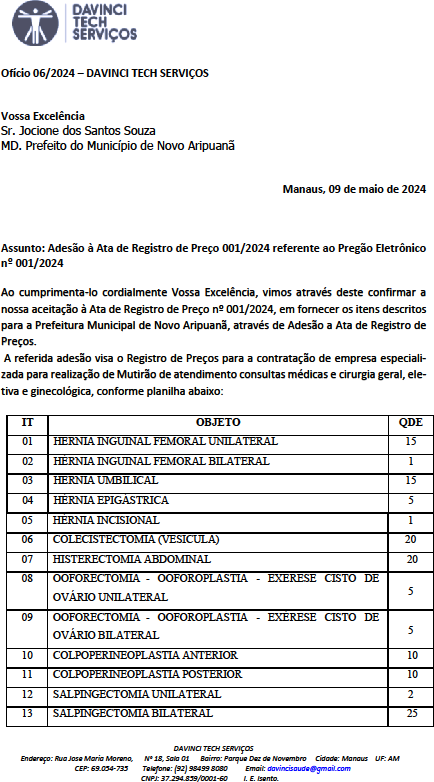 DAVINCI
TECH
SERVIÇOS
Ofício 06/2024 – DAVINCI TECH SERVIÇOS
Vossa Excelência
Sr. Jocione dos Santos Souza
MD. Prefeito do Município de Novo Aripuanã
Manaus, 09 de maio de 2024
Assunto: Adesão à Ata de Registro de Preço 001/2024 referente ao Pregão Eletrônico
nº 001/2024
Ao cumprimenta-lo cordialmente Vossa Excelência, vimos através deste confirmar a
nossa aceitação à Ata de Registro de Preço nº 001/2024, em fornecer os itens descritos
para a Prefeitura Municipal de Novo Aripuanã, através de Adesão a Ata de Registro de
Preços.
A referida adesão visa o Registro de Preços para a contratação de empresa especiali-
zada para realização de Mutirão de atendimento consultas médicas e cirurgia geral, ele-
tiva e ginecológica, conforme planilha abaixo:
IT OBJETO QDE
01 HÉRNIA INGUINAL FEMORAL UNILATERAL 15
02 HÉRNIA INGUINAL FEMORAL BILATERAL 1
03 HÉRNIA UMBILICAL 15
04 HÉRNIA EPIGÁSTRICA 5
05 HÉRNIA INCISIONAL 1
06 COLECISTECTOMIA (VESICULA) 20
07 HISTERECTOMIA ABDOMINAL 20
08 OOFORECTOMIA - OOFOROPLASTIA - EXÉRESE CISTO DE
OVÁRIO UNILATERAL 5
09 OOFORECTOMIA - OOFOROPLASTIA - EXÉRESE CISTO DE
OVÁRIO BILATERAL 5
10 COLPOPERINEOPLASTIA ANTERIOR 10
11 COLPOPERINEOPLASTIA POSTERIOR 10
12 SALPINGECTOMIA UNILATERAL 2
13 SALPINGECTOMIA BILATERAL 25
DAVINCI TECH SERVIÇOS
Endereço: Rua Jose Maria Moreno, Nº 18, Sala 01 Bairro: Parque Dez de Novembro Cidade: Manaus UF: AM
CEP: 69.054-735 Telefone: (92) 98499 8080 Email: davincisaude@gmail.com
CNPJ: 37.294.859/0001-60 I. E. Isento.